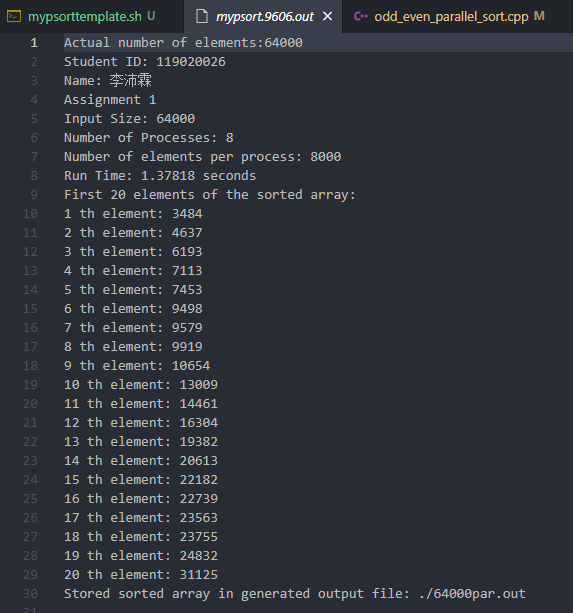 mypsorttemplate.sh U mypsort.9606.out × odd_even_parallel_sort.cpp M
1 Actual number of elements:64000
2 Student ID: 119020026
3 Name: 李沛霖
4 Assignment 1
5 Input Size: 64000
6 Number of Processes: 8
7 Number of elements per process: 8000
8 Run Time: 1.37818 seconds
9 First 20 elements of the sorted array:
10 1 th element: 3484
11 2 th element: 4637
12 3 th element: 6193
13 4 th element: 7113
14 5 th element: 7453
15 6 th element: 9498
16 7 th element: 9579
17 8 th element: 9919
18 9 th element: 10654
19 10 th element: 13009
20 11 th element: 14461
21 12 th element: 16304
22 13 th element: 19382
23 14 th element: 20613
24 15 th element: 22182
25 16 th element: 22739
26 17 th element: 23563
27 18 th element: 23755
28 19 th element: 24832
29 20 th element: 31125
30 Stored sorted array in generated output file: ./64000par.out
31